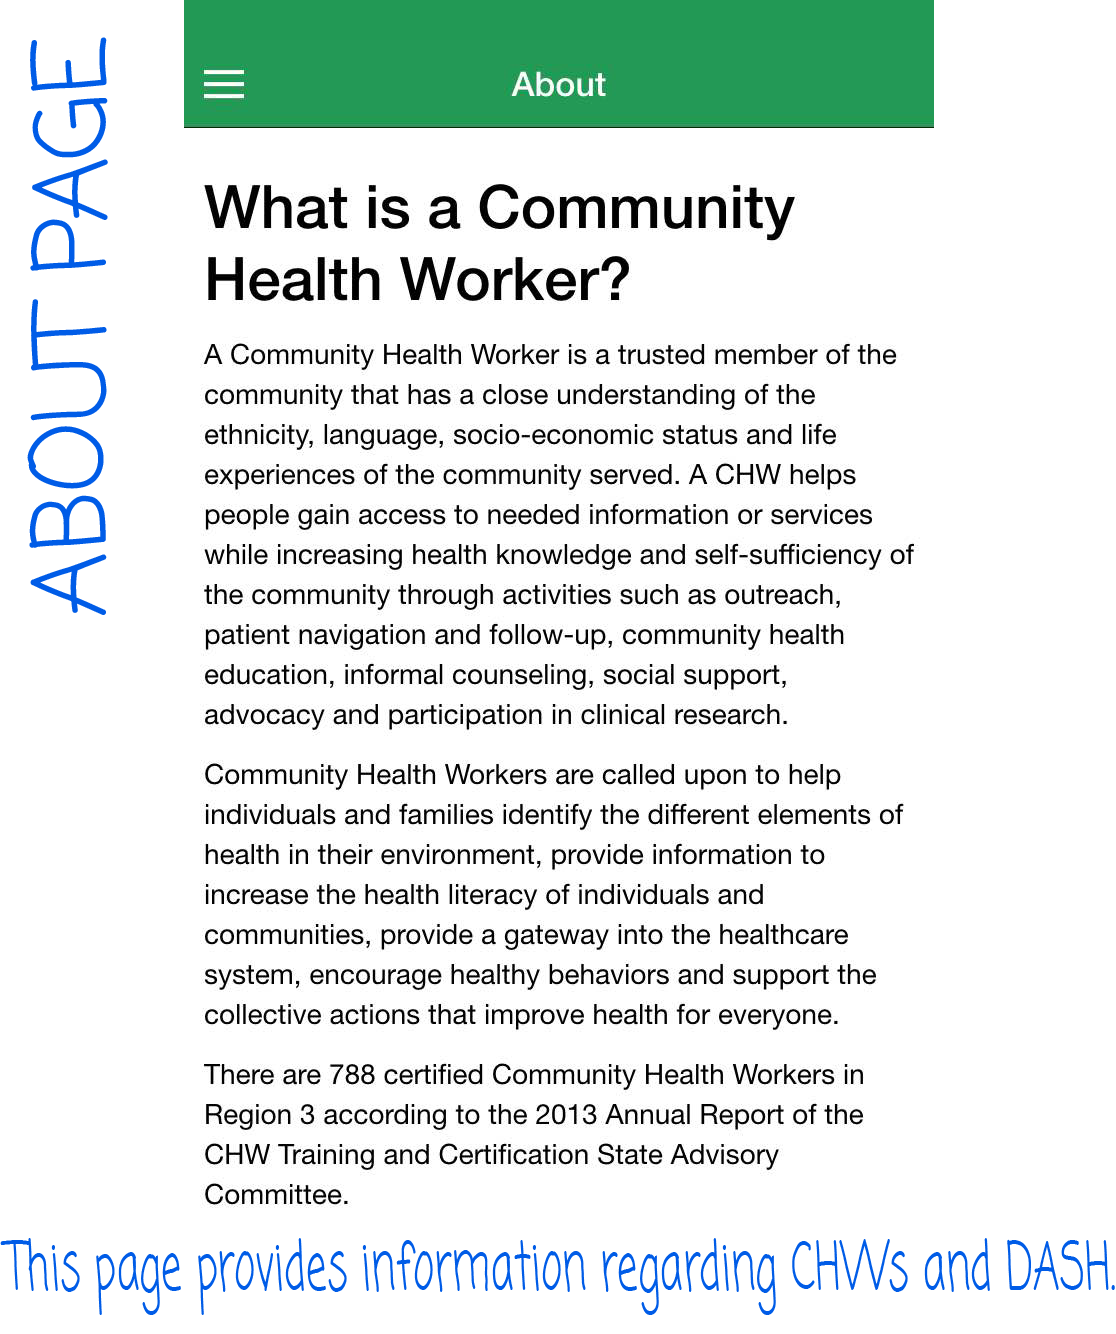 ABOUT PAGE
About
What is a Community
Health Worker?
A Community Health Worker is a trusted member of the
community that has a close understanding of the
ethnicity, language, socio-economic status and life
experiences of the community served. A CHW helps
people gain access to needed information or services
while increasing health knowledge and self-sufficiency of
the community through activities such as outreach,
patient navigation and follow-up, community health
education, informal counseling, social support,
advocacy and participation in clinical research.
Community Health Workers are called upon to help
individuals and families identify the different elements of
health in their environment, provide information to
increase the health literacy of individuals and
communities, provide a gateway into the healthcare
system, encourage healthy behaviors and support the
collective actions that improve health for everyone.
There are 788 certified Community Health Workers in
Region 3 according to the 2013 Annual Report of the
CHW Training and Certification State Advisory
Committee.
This page provides information regarding CHWs and DASH.